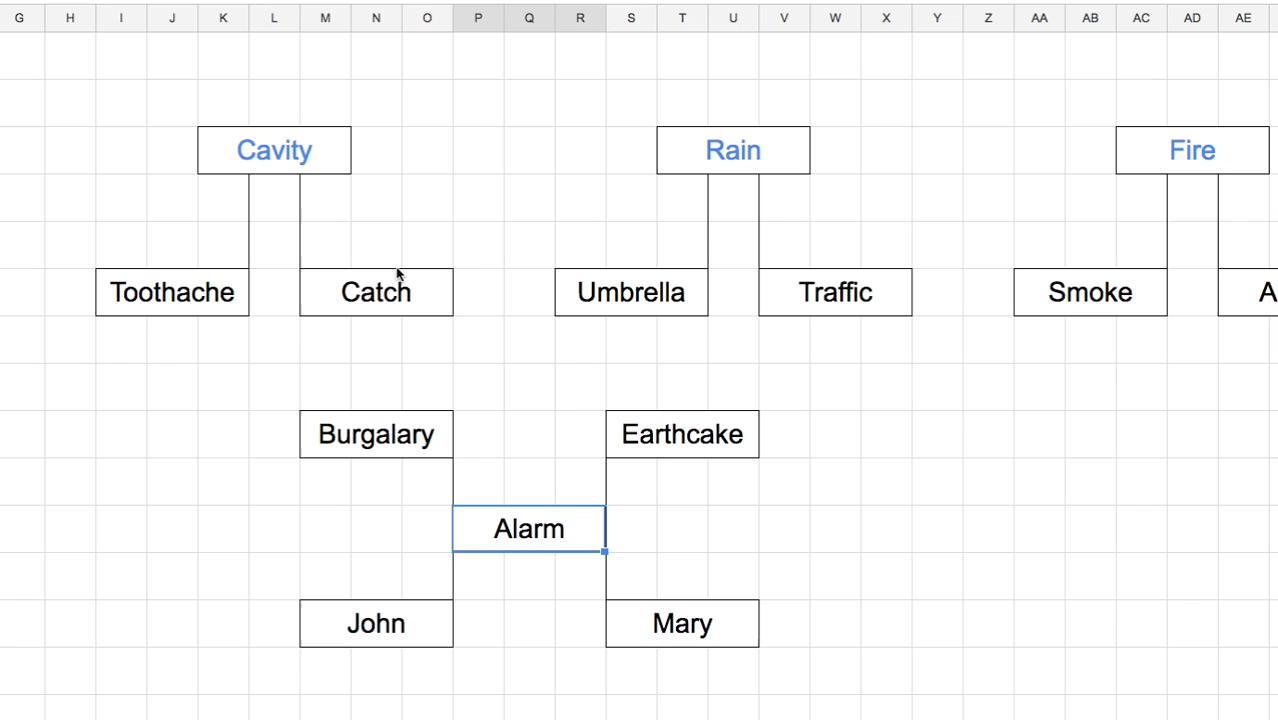 G H I J K L M N O P Q R S T U V W X Y Z AA AB AC AD AE
Cavity Rain Fire
Toothache Catch Umbrella Traffic Smoke A
Burgalary Earthcake
Alarm
John Mary